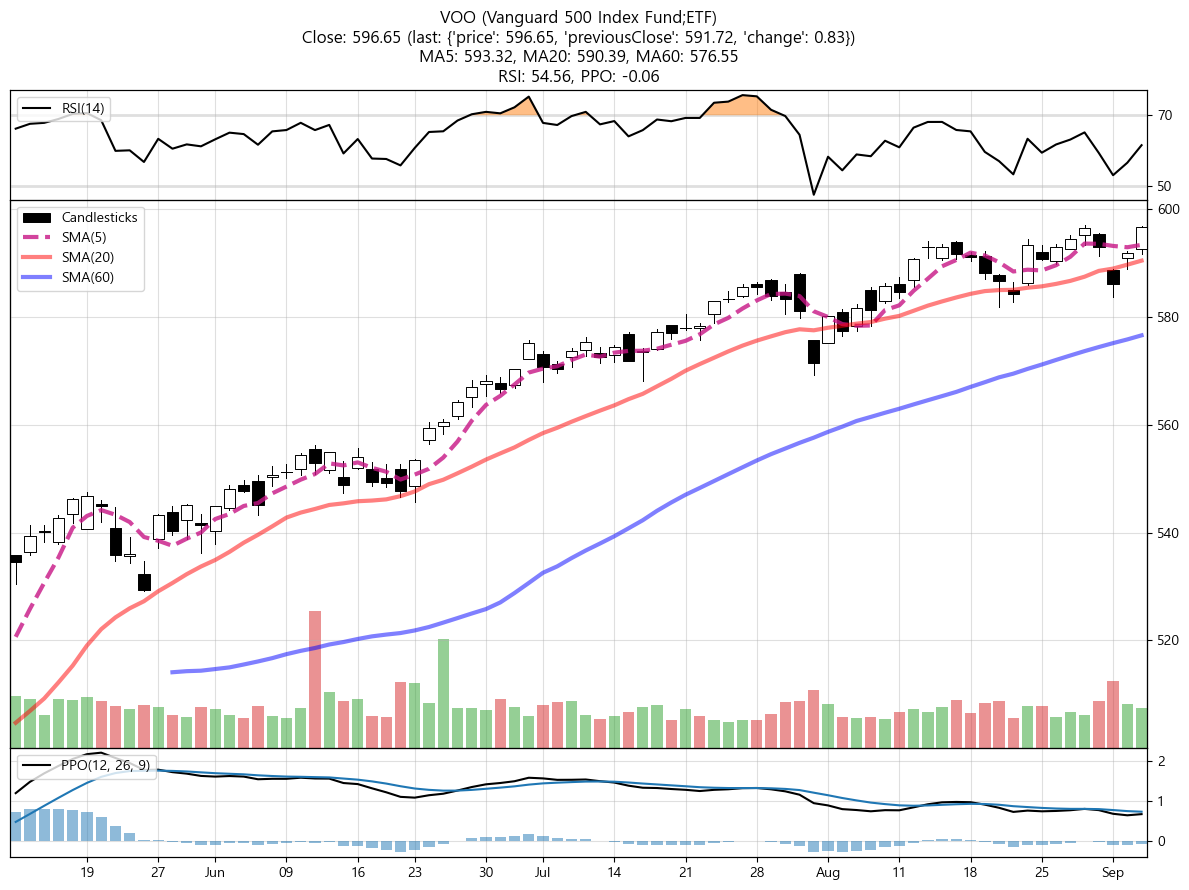 VOO (Vanguard 500 Index Fund;ETF)
Close: 596.65 (last: {'price': 596.65, 'previousClose': 591.72, 'change': 0.83})
MA5: 593.32, MA20: 590.39, MA60: 576.55
RSI: 54.56, PPO: -0.06
RSI(14)
70
50
Candlesticks
SMA(5)
SMA(20)
SMA(60)
600
580
560
540
520
PPO(12, 26, 9)
2
1
0
19 27 Jun 09 16 23 30 Jul 14 21 28 Aug 11 18 25 Sep